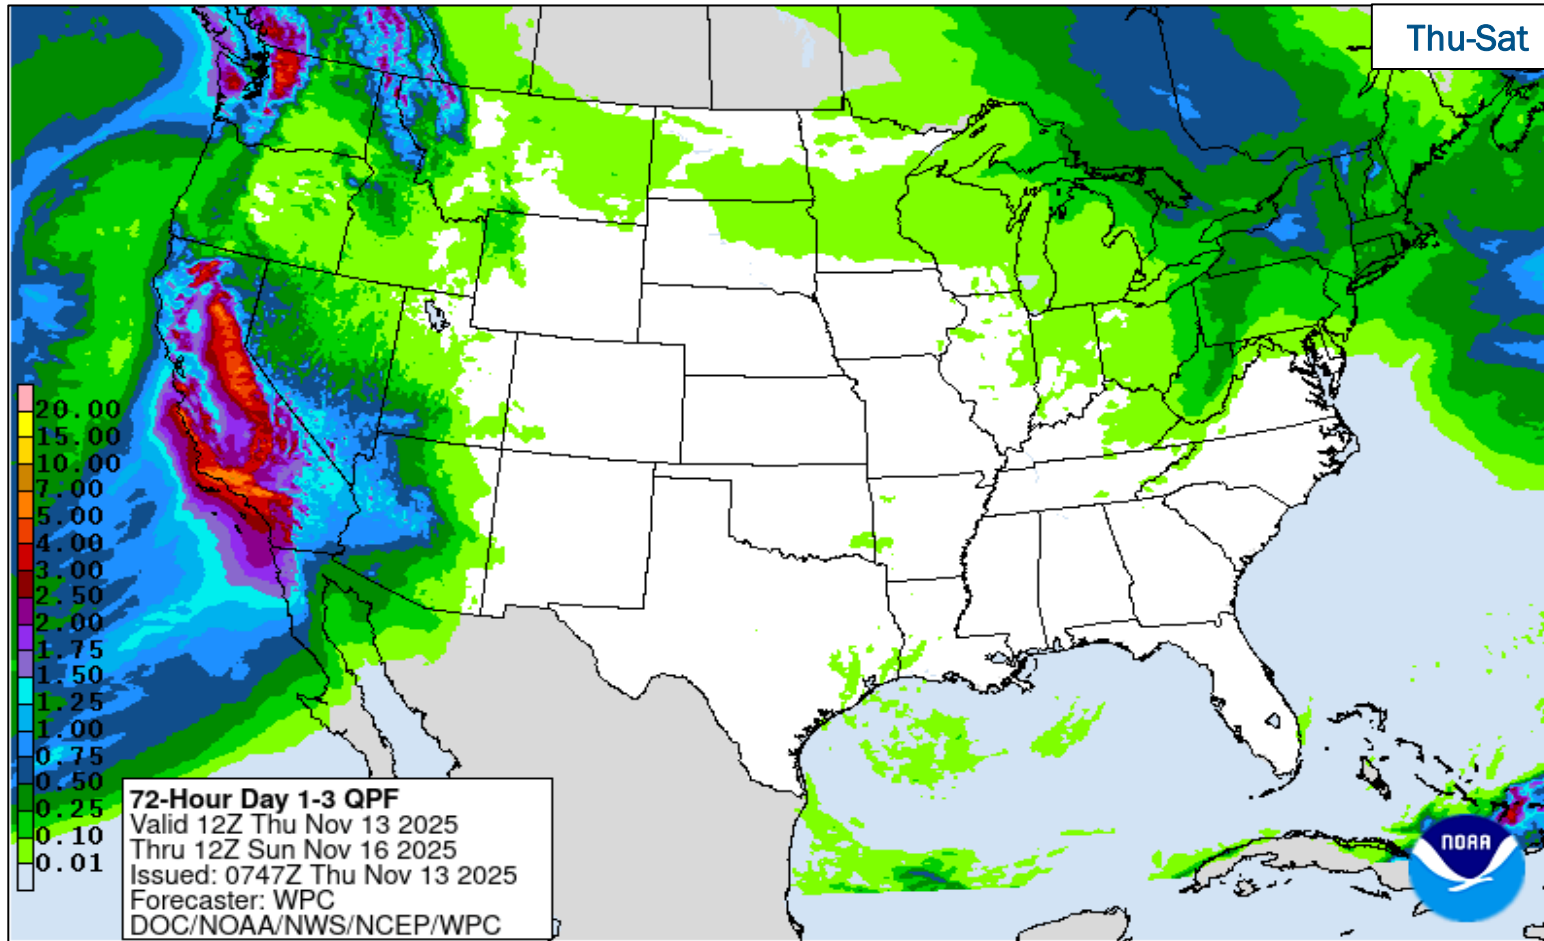 Thu-Sat
20.00
15.00
10.00
7.00
5.00
4.00
3.00
2.50
2.00
1.75
1.50
1.25
1.00
0.75
0.50
0.25
0.10
0.01
72-Hour Day 1-3 QPF
Valid 12Z Thu Nov 13 2025
Thru 12Z Sun Nov 16 2025
Issued: 0747Z Thu Nov 13 2025
Forecaster: WPC
DOC/NOAA/NWS/NCEP/WPC
NOAA